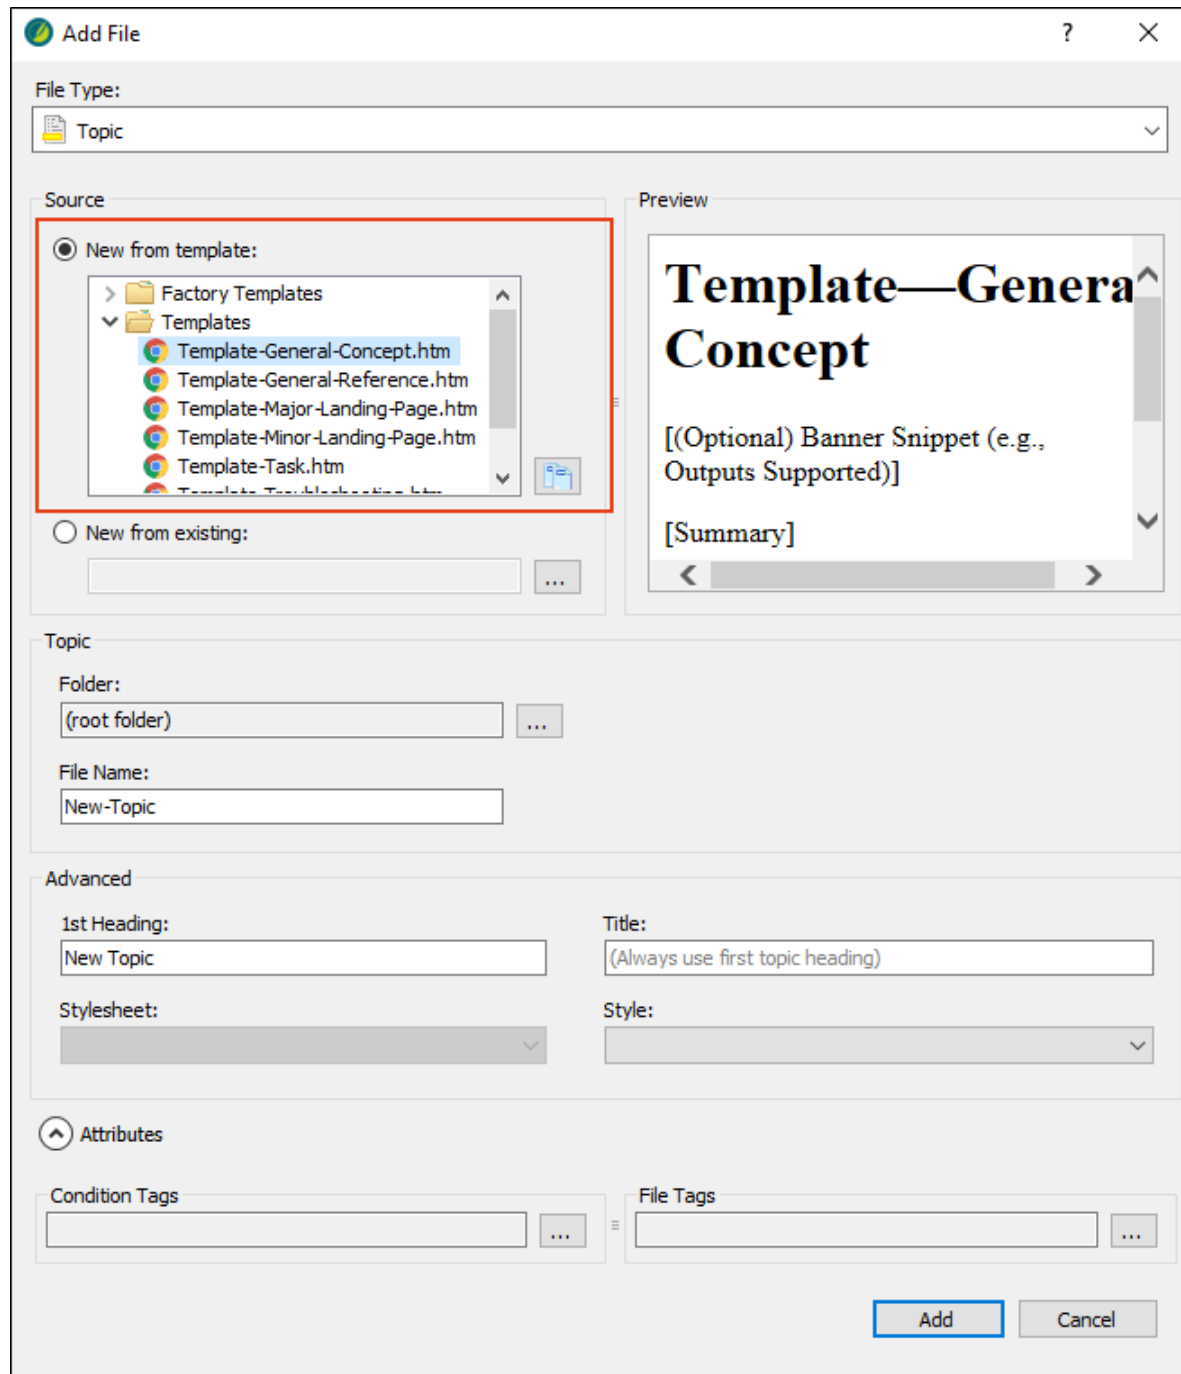 Add File
?
File Type:
Topic
Source
New from template:
Factory Templates
Templates
Template-General-Concept.htm
Template-General-Reference.htm
Template-Major-Landing-Page.htm
Template-Minor-Landing-Page.htm
Template-Task.htm
Template-Troubleshooting.htm
New from existing:
...
Preview
Template—Genera
Concept
[(Optional) Banner Snippet (e.g.,
Outputs Supported)]
[Summary]
Topic
Folder:
(root folder)
...
File Name:
New-Topic
Advanced
1st Heading:
New Topic
Title:
(Always use first topic heading)
Stylesheet:
Style:
Attributes
Condition Tags
...
File Tags
...
Add
Cancel